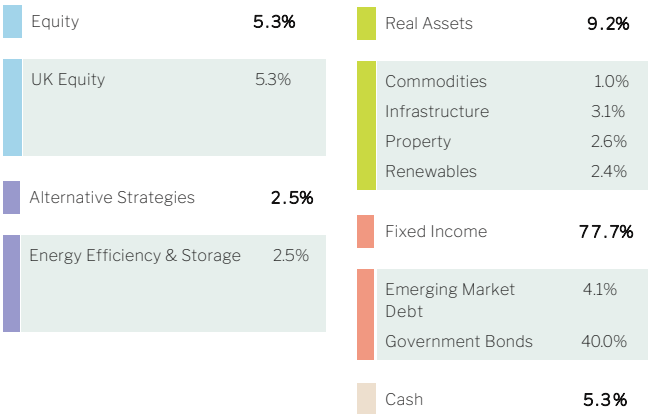 Equity 5.3%
UK Equity 5.3%
Alternative Strategies 2.5%
Energy Efficiency & Storage 2.5%
Real Assets 9.2%
Commodities 1.0%
Infrastructure 3.1%
Property 2.6%
Renewables 2.4%
Fixed Income 77.7%
Emerging Market 4.1%
Debt
Government Bonds 40.0%
Cash 5.3%